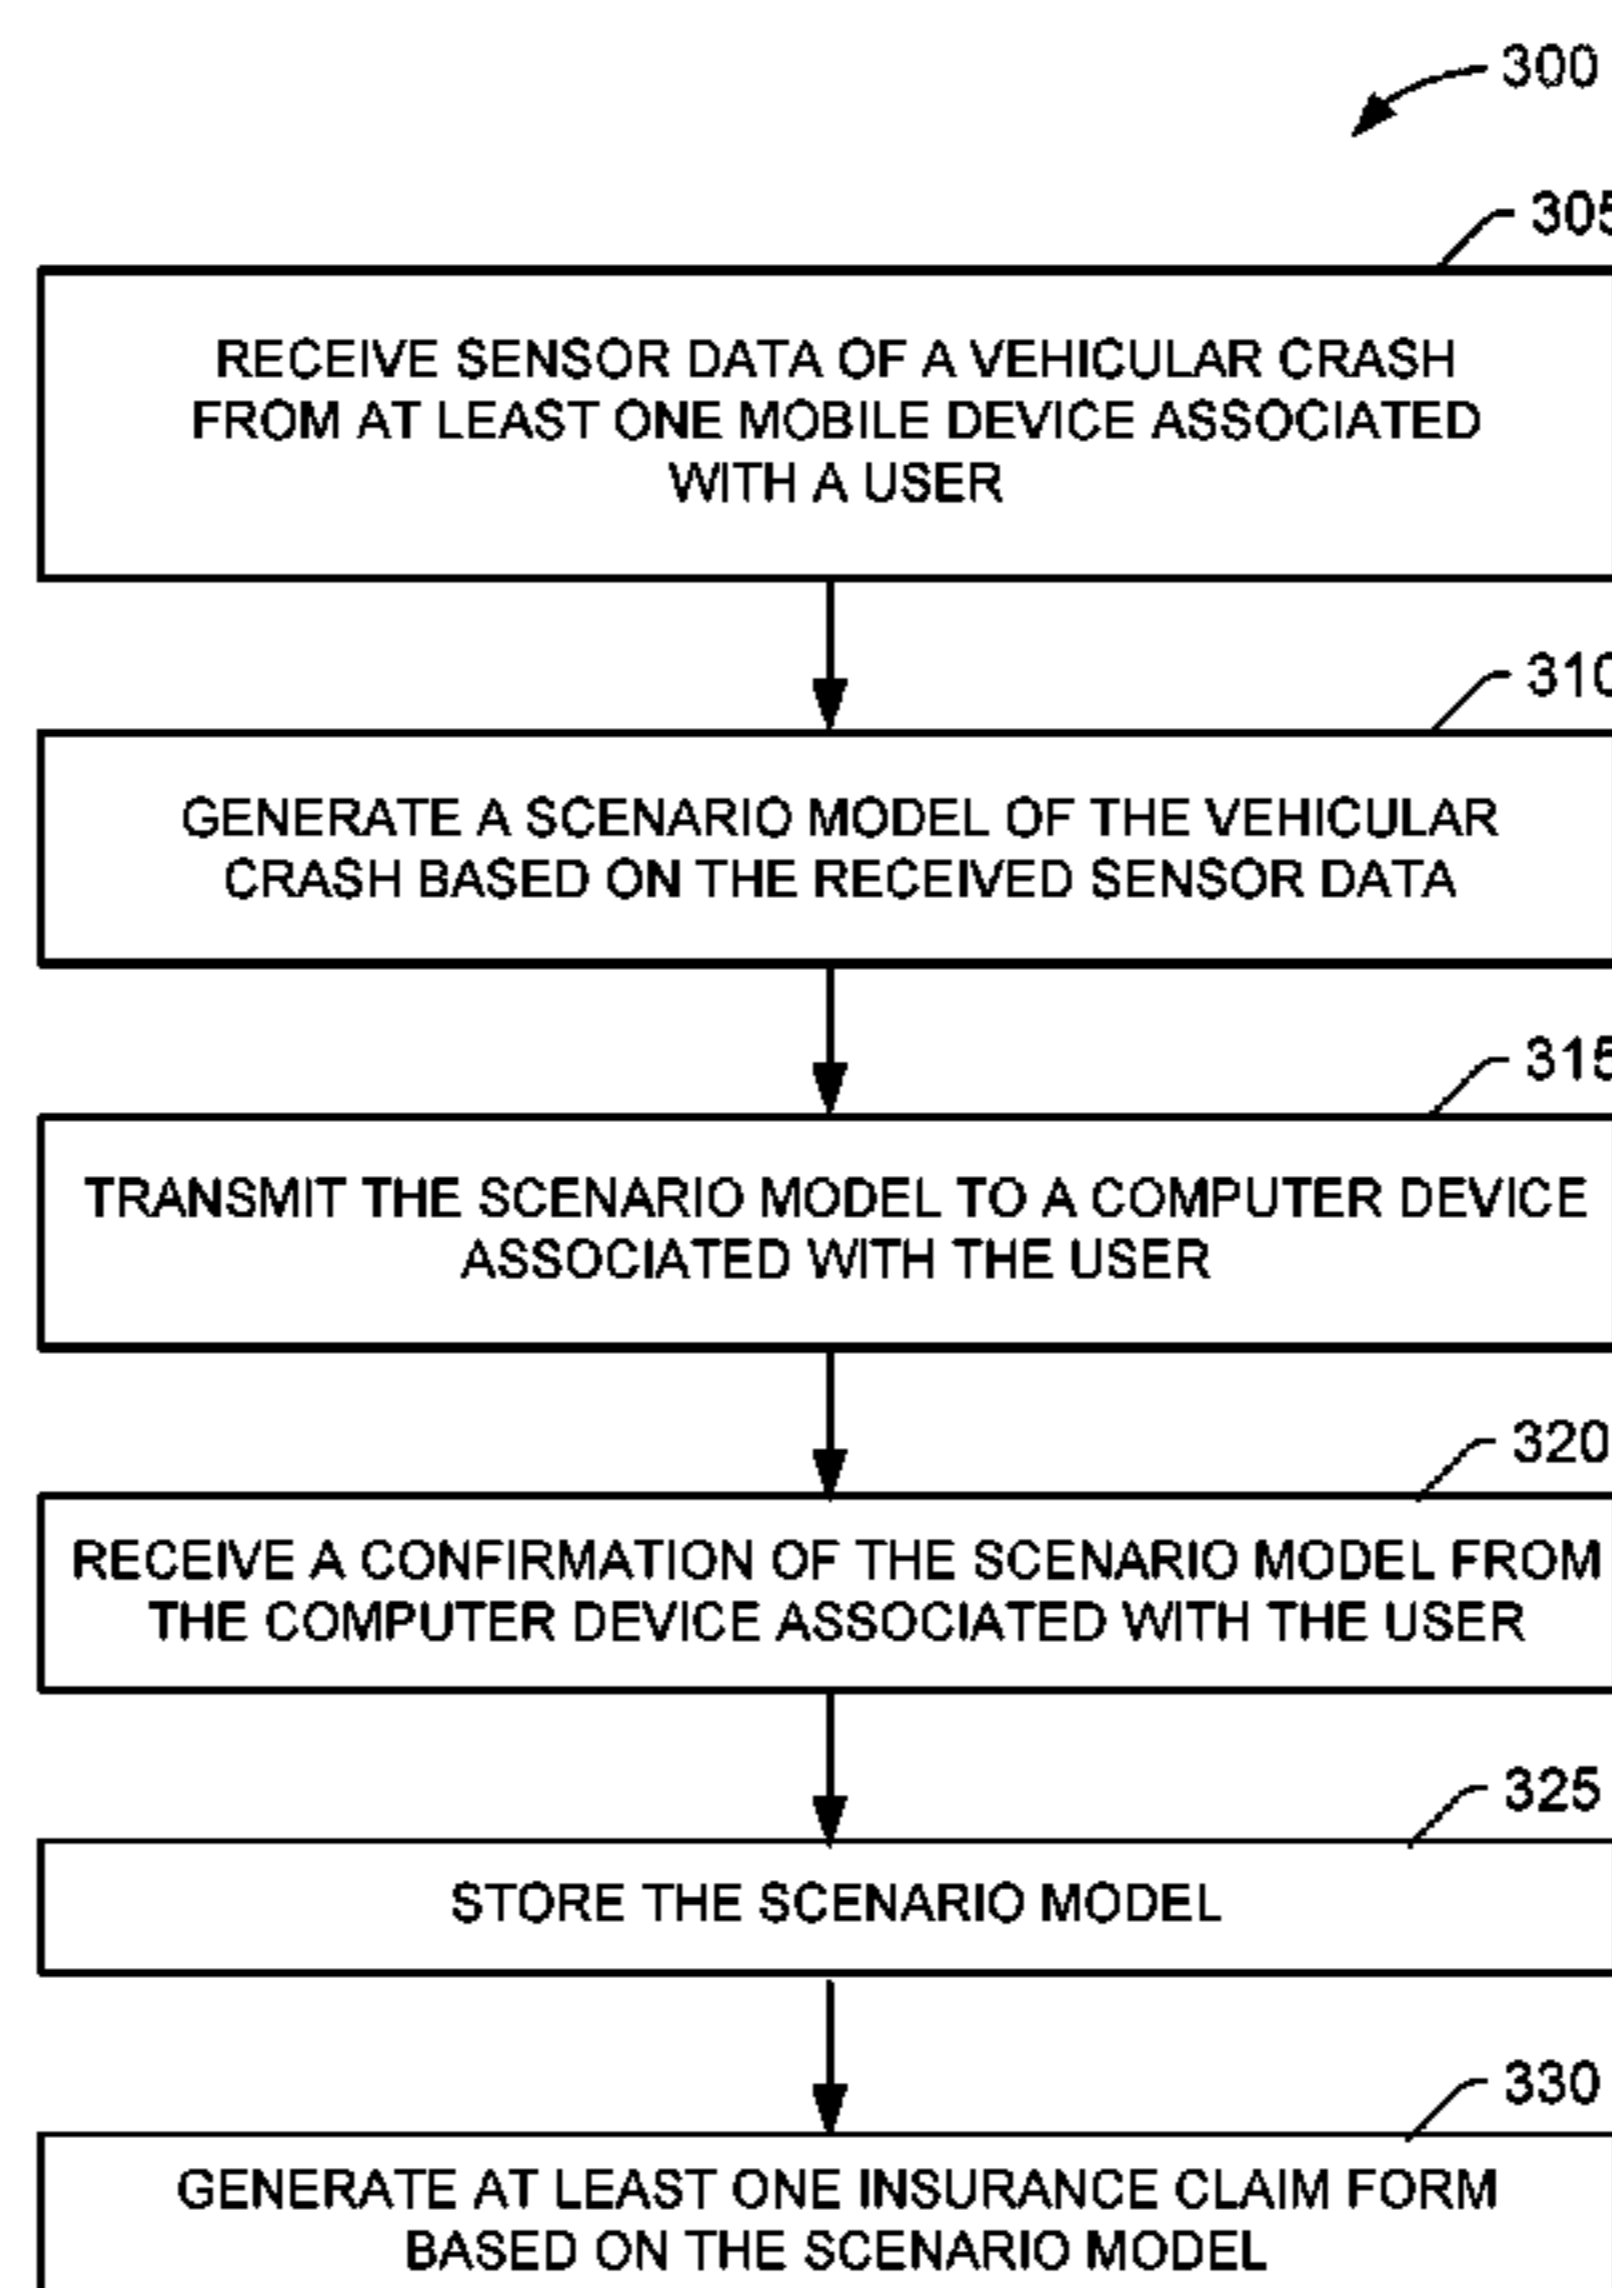 300
305
RECEIVE SENSOR DATA OF A VEHICULAR CRASH
FROM AT LEAST ONE MOBILE DEVICE ASSOCIATED
WITH A USER
310
GENERATE A SCENARIO MODEL OF THE VEHICULAR
CRASH BASED ON THE RECEIVED SENSOR DATA
315
TRANSMIT THE SCENARIO MODEL TO A COMPUTER DEVICE
ASSOCIATED WITH THE USER
320
RECEIVE A CONFIRMATION OF THE SCENARIO MODEL FROM
THE COMPUTER DEVICE ASSOCIATED WITH THE USER
325
STORE THE SCENARIO MODEL
330
GENERATE AT LEAST ONE INSURANCE CLAIM FORM
BASED ON THE SCENARIO MODEL